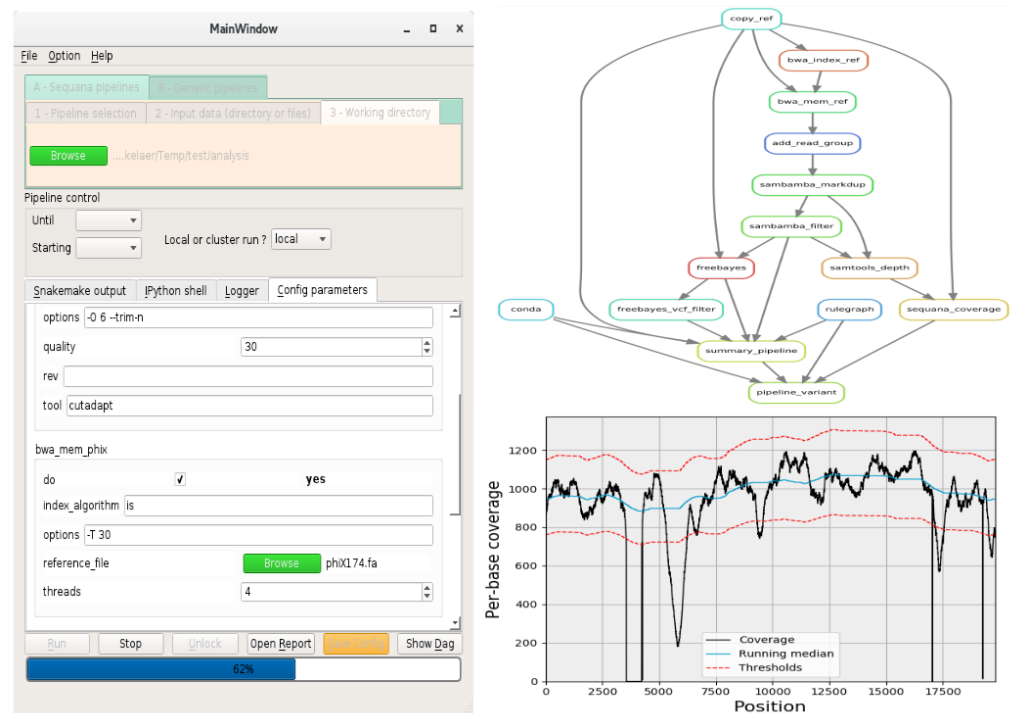 MainWindow
File Option Help
A - Sequana pipelines B - Generic pipelines
1 - Pipeline selection 2 - Input data (directory or files) 3 - Working directory
Browse ....kelaer/Temp/test/analysis
Pipeline control
Until
Local or cluster run ? local
Starting
Snakemake output IPython shell Logger Config parameters
options -O 6 --trim-n
quality 30
rev
tool cutadapt
bwa_mem_phix
do yes
index_algorithm is
options -T 30
reference_file Browse phiX174.fa
threads 4
Run Stop Unlock Open Report Save Config Show Dag
62%
copy_ref
bwa_index_ref
bwa_mem_ref
add_read_group
sambamba_markdup
sambamba_filter
freebayes samtools_depth
conda freebayes_vcf_filter rulegraph sequana_coverage
summary_pipeline
pipeline_variant
Per-base coverage
1200
1000
800
600
400
200
0
Coverage
Running median
Thresholds
0 2500 5000 7500 10000 12500 15000 17500
Position